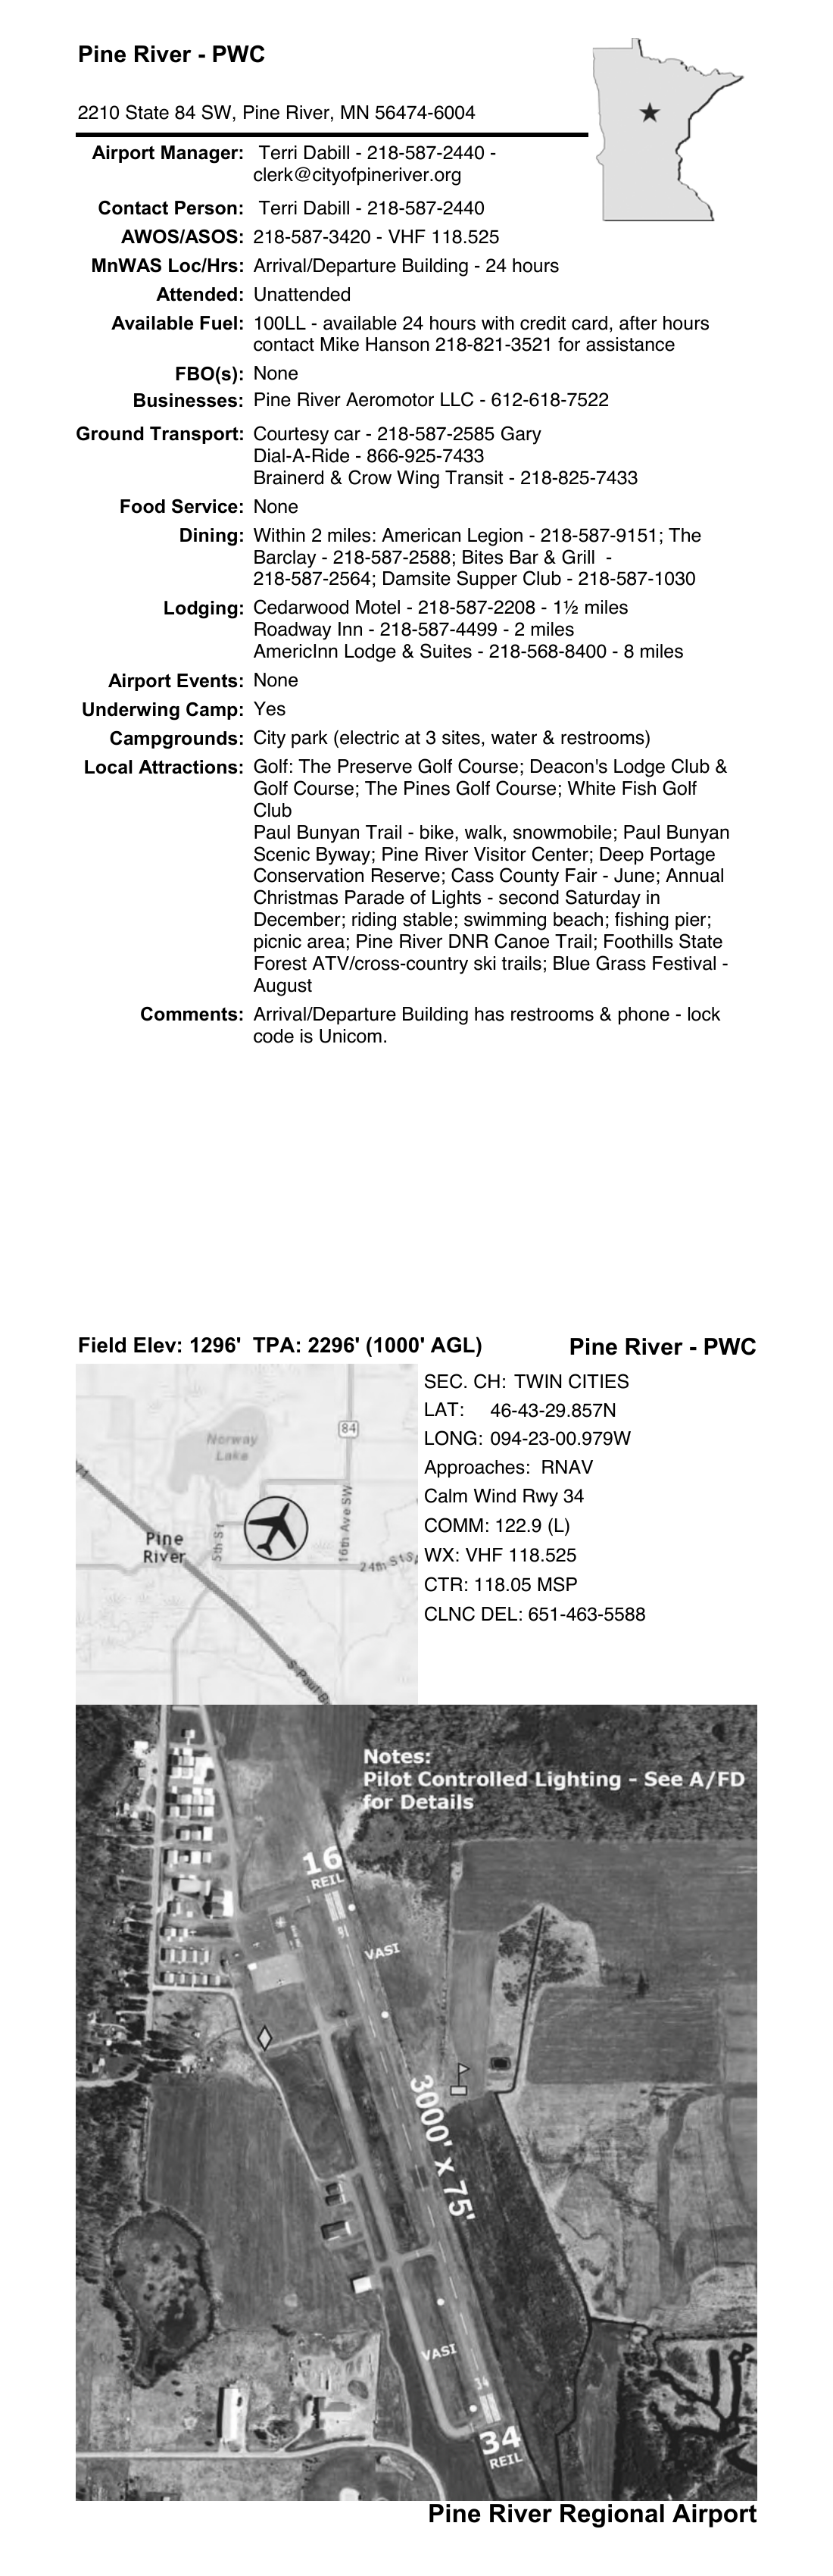 Pine River - PWC
2210 State 84 SW, Pine River, MN 56474-6004
Airport Manager: Terri Dabill - 218-587-2440 -
clerk@cityofpineriver.org
Contact Person: Terri Dabill - 218-587-2440
AWOS/ASOS: 218-587-3420 - VHF 118.525
MnWAS Loc/Hrs: Arrival/Departure Building - 24 hours
Attended: Unattended
Available Fuel: 100LL - available 24 hours with credit card, after hours
contact Mike Hanson 218-821-3521 for assistance
FBO(s): None
Businesses: Pine River Aeromotor LLC - 612-618-7522
Ground Transport: Courtesy car - 218-587-2585 Gary
Dial-A-Ride - 866-925-7433
Brainerd & Crow Wing Transit - 218-825-7433
Food Service: None
Dining: Within 2 miles: American Legion - 218-587-9151; The
Barclay - 218-587-2588; Bites Bar & Grill -
218-587-2564; Damsite Supper Club - 218-587-1030
Lodging: Cedarwood Motel - 218-587-2208 - 1½ miles
Roadway Inn - 218-587-4499 - 2 miles
AmericInn Lodge & Suites - 218-568-8400 - 8 miles
Airport Events: None
Underwing Camp: Yes
Campgrounds: City park (electric at 3 sites, water & restrooms)
Local Attractions: Golf: The Preserve Golf Course; Deacon's Lodge Club &
Golf Course; The Pines Golf Course; White Fish Golf
Club
Paul Bunyan Trail - bike, walk, snowmobile; Paul Bunyan
Scenic Byway; Pine River Visitor Center; Deep Portage
Conservation Reserve; Cass County Fair - June; Annual
Christmas Parade of Lights - second Saturday in
December; riding stable; swimming beach; fishing pier;
picnic area; Pine River DNR Canoe Trail; Foothills State
Forest ATV/cross-country ski trails; Blue Grass Festival -
August
Comments: Arrival/Departure Building has restrooms & phone - lock
code is Unicom.
Field Elev: 1296' TPA: 2296' (1000' AGL)
Pine River - PWC
SEC. CH: TWIN CITIES
LAT: 46-43-29.857N
LONG: 094-23-00.979W
Approaches: RNAV
Calm Wind Rwy 34
COMM: 122.9 (L)
WX: VHF 118.525
CTR: 118.05 MSP
CLNC DEL: 651-463-5588
Norway
Lake
84
Pine
River
5th St
16th Ave SW
24th St S
S Paul B
Notes:
Pilot Controlled Lighting - See A/FD
for Details
16
REIL
VASI
3000' x 75'
VASI
34
34
REIL
Pine River Regional Airport